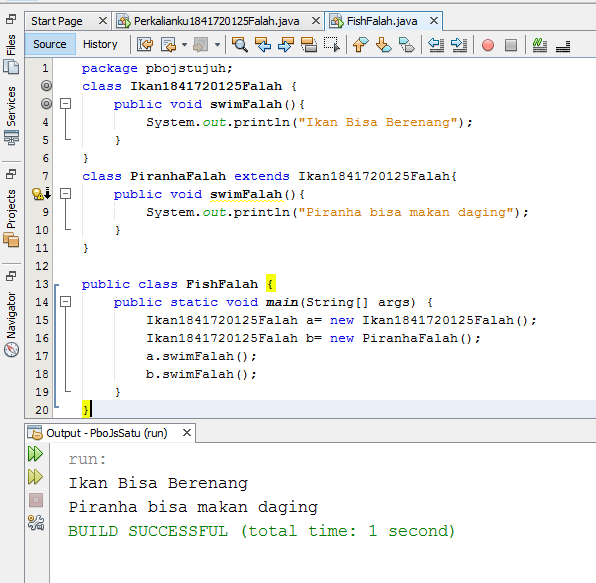 Start Page
Perkalianku1841720125Falah.java
FishFalah.java
Source
History
Files
Services
Projects
Navigator
1 package pbojstujuh;
class Ikan1841720125Falah {
public void swimFalah(){
4 System.out.println("Ikan Bisa Berenang");
5 }
6 }
7 class PiranhaFalah extends Ikan1841720125Falah{
public void swimFalah(){
9 System.out.println("Piranha bisa makan daging");
10 }
11 }
12
13 public class FishFalah {
14 public static void main(String[] args) {
15 Ikan1841720125Falah a= new Ikan1841720125Falah();
16 Ikan1841720125Falah b= new PiranhaFalah();
17 a.swimFalah();
18 b.swimFalah();
19 }
20 }
Output - PboJsSatu (run)
run:
Ikan Bisa Berenang
Piranha bisa makan daging
BUILD SUCCESSFUL (total time: 1 second)